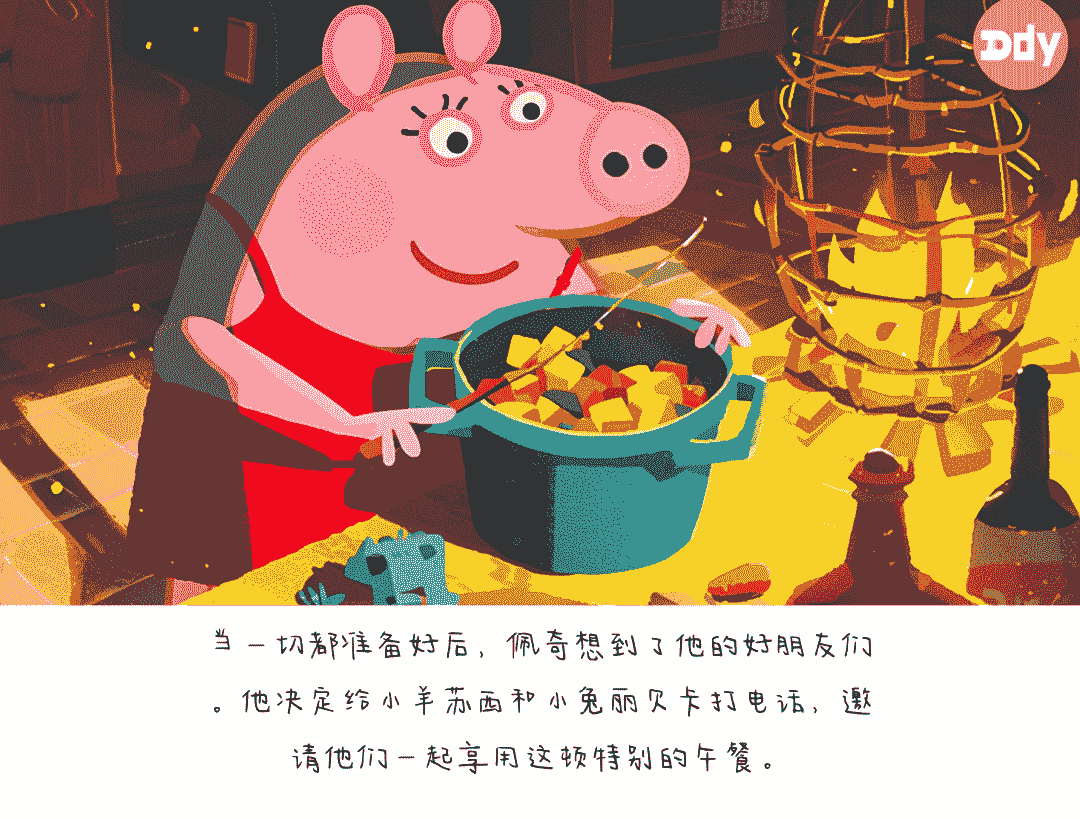 Ddy
当一切都准备好后，佩奇想到了他的好朋友们
。他决定给小羊苏西和小兔丽贝卡打电话，邀
请他们一起享用这顿特别的午餐。